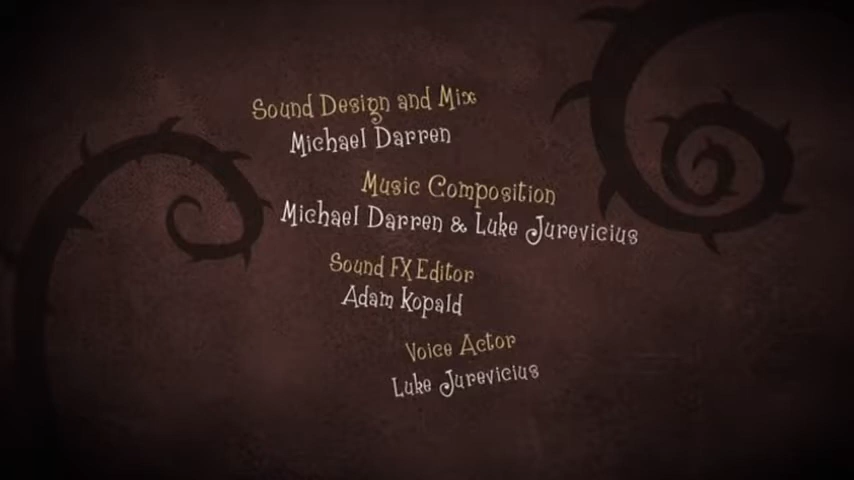 Sound Design and Mix
Michael Darren
Music Composition
Michael Darren & Luke Jurevicius
Sound FX Editor
Adam Kopald
Voice Actor
Luke Jurevicius